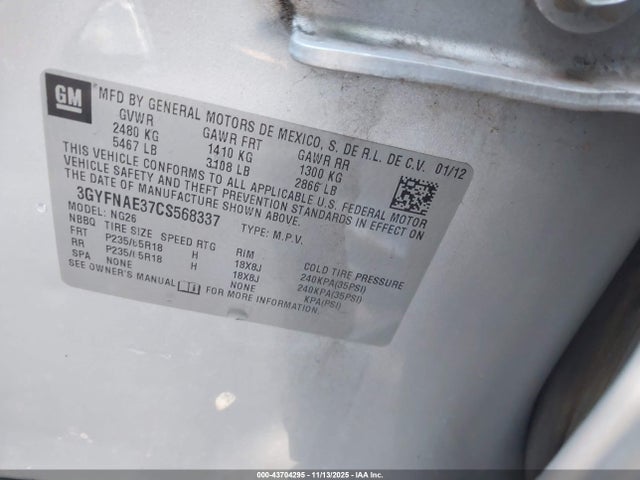 GM
MFD BY GENERAL MOTORS DE MEXICO, S. DE R.L. DE C.V. 01/12
GVWR GAWR FRT GAWR RR
2480 KG 1410 KG 1300 KG
5467 LB 3108 LB 2866 LB
THIS VEHICLE CONFORMS TO ALL APPLICABLE U.S. FEDERAL MOTOR
VEHICLE SAFETY AND THEFT PREVENTION STANDARDS IN EFFECT ON
THE DATE OF MANUFACTURE SHOWN ABOVE.
3GYFNAE37CS568337 TYPE: M.P.V.
MODEL: NG26
NBBQ TIRE SIZE SPEED RTG RIM COLD TIRE PRESSURE
FRT P235/65R18 H 18X8J 240KPA(35PSI)
RR P235/65R18 H 18X8J 240KPA(35PSI)
SPA NONE NONE KPA(PSI)
SEE OWNER'S MANUAL FOR MORE INFORMATION.
000-43704295 - 11/13/2025 - IAA Inc.